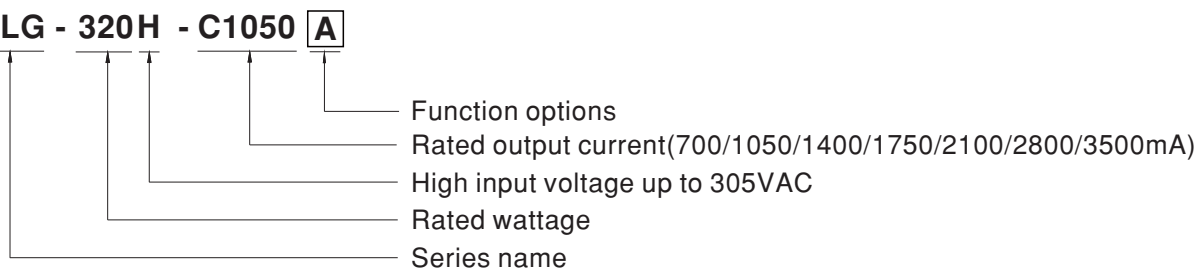 LG - 320H - C1050 A
Function options
Rated output current(700/1050/1400/1750/2100/2800/3500mA)
High input voltage up to 305VAC
Rated wattage
Series name